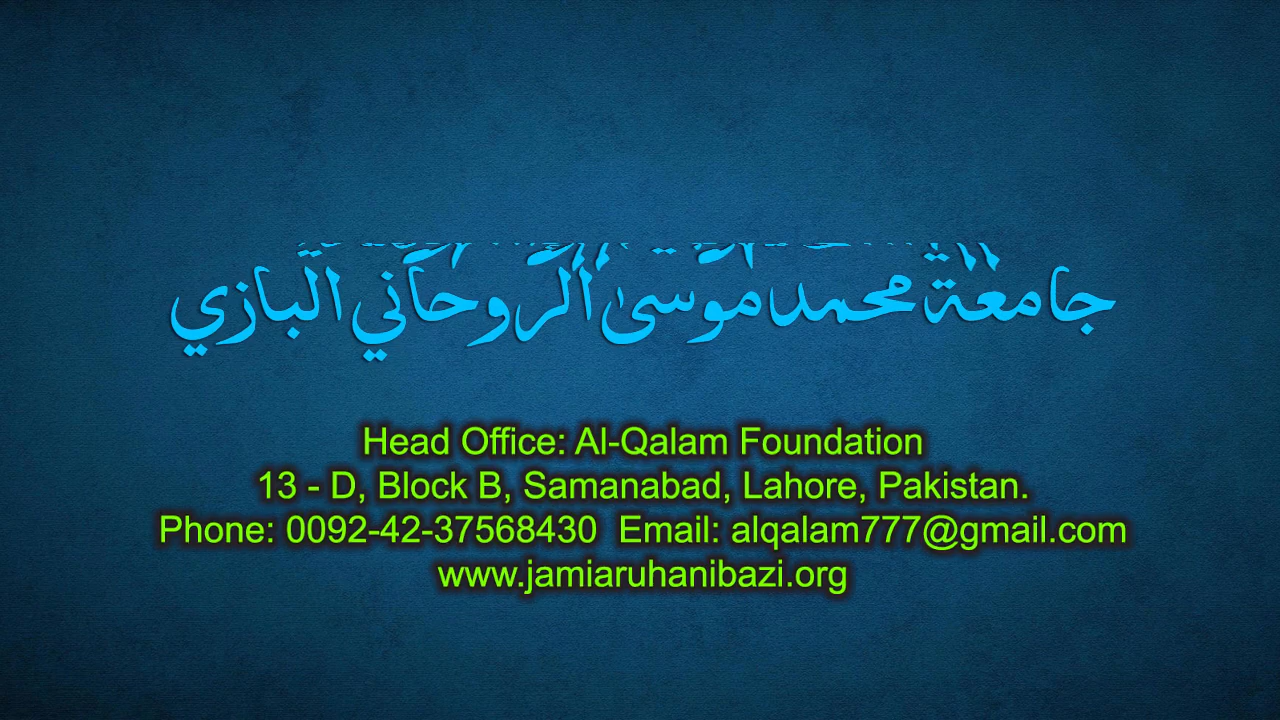 جامعة محمد موسى الروحاني البازي
Head Office: Al-Qalam Foundation
13 - D, Block B, Samanabad, Lahore, Pakistan.
Phone: 0092-42-37568430 Email: alqalam777@gmail.com
www.jamiaruhanibazi.org